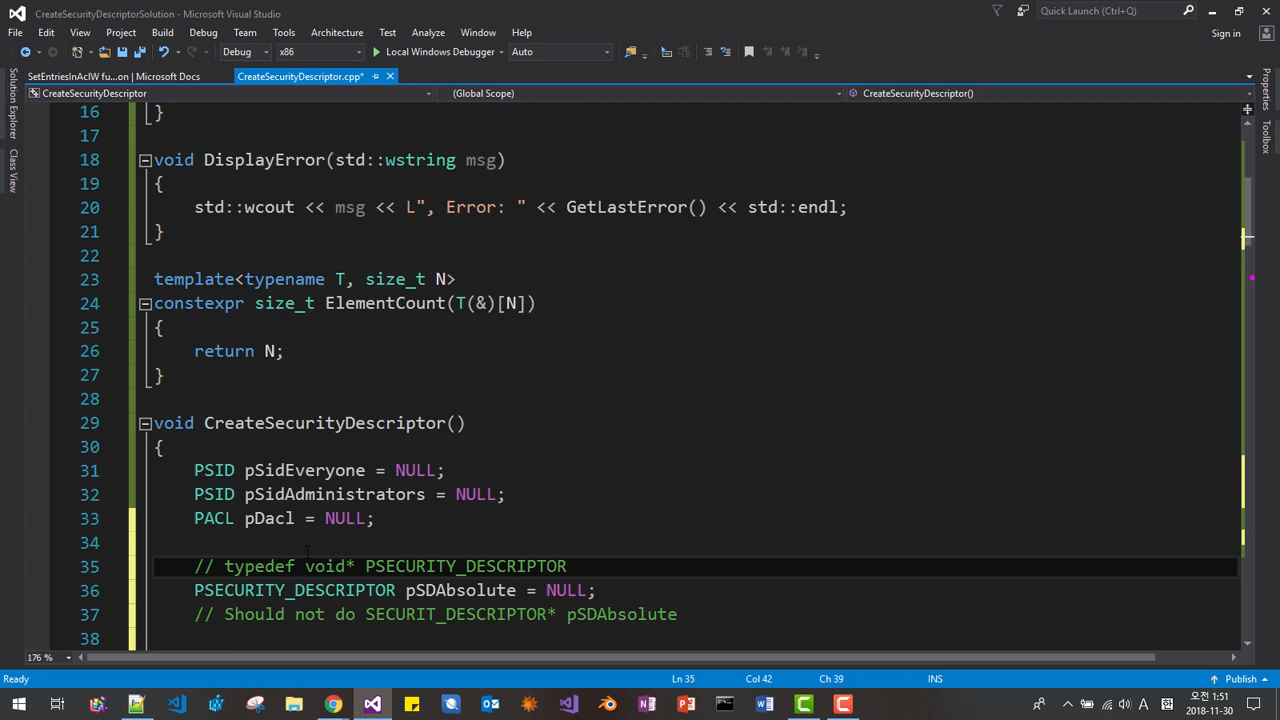 CreateSecurityDescriptorSolution - Microsoft Visual Studio
Quick Launch (Ctrl+Q)
File Edit View Project Build Debug Team Tools Architecture Test Analyze Window Help
Sign in
Debug x86 Local Windows Debugger Auto
SetEntriesInAclW fu...on | Microsoft Docs CreateSecurityDescriptor.cpp*
CreateSecurityDescriptor (Global Scope) CreateSecurityDescriptor()
Solution Explorer
Class View
Properties
Toolbox
16 }
17
18 void DisplayError(std::wstring msg)
19 {
20 std::wcout << msg << L", Error: " << GetLastError() << std::endl;
21 }
22
23 template<typename T, size_t N>
24 constexpr size_t ElementCount(T(&)[N])
25 {
26 return N;
27 }
28
29 void CreateSecurityDescriptor()
30 {
31 PSID pSidEveryone = NULL;
32 PSID pSidAdministrators = NULL;
33 PACL pDacl = NULL;
34
35 // typedef void* PSECURITY_DESCRIPTOR
36 PSECURITY_DESCRIPTOR pSDAbsolute = NULL;
37 // Should not do SECURIT_DESCRIPTOR* pSDAbsolute
38
176 %
Ready Ln 35 Col 42 Ch 39 INS Publish
오전 1:51
2018-11-30